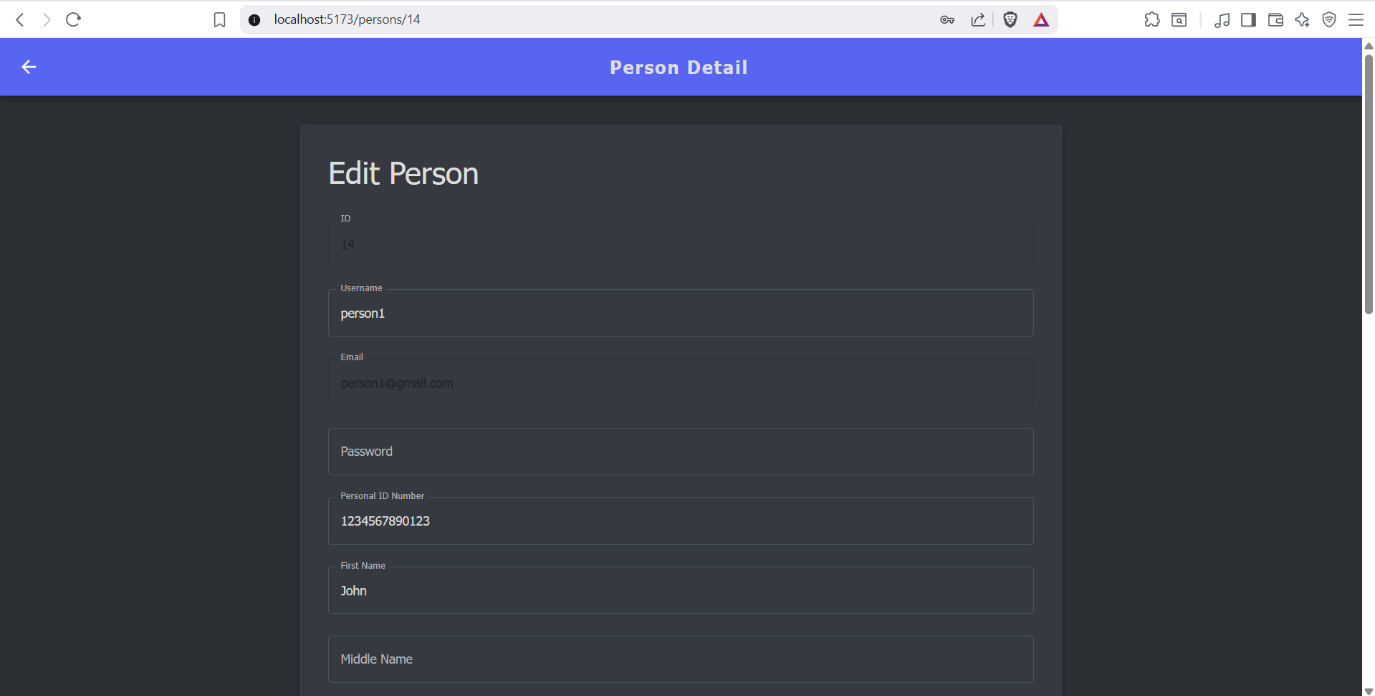 localhost:5173/persons/14
Person Detail
Edit Person
ID
14
Username
person1
Email
person1@gmail.com
Password
Personal ID Number
1234567890123
First Name
John
Middle Name